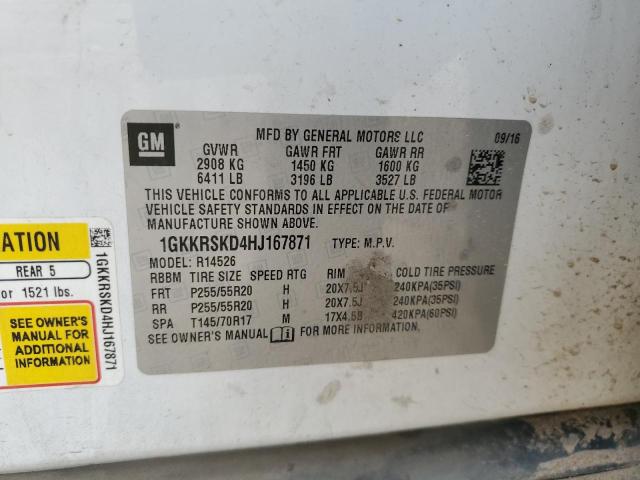 GM
MFD BY GENERAL MOTORS LLC 09/16
GVWR GAWR FRT GAWR RR
2908 KG 1450 KG 1600 KG
6411 LB 3196 LB 3527 LB
THIS VEHICLE CONFORMS TO ALL APPLICABLE U.S. FEDERAL MOTOR
VEHICLE SAFETY STANDARDS IN EFFECT ON THE DATE OF
MANUFACTURE SHOWN ABOVE.
1GKKRSKD4HJ167871 TYPE: M.P.V.
MODEL: R14526
RBBM TIRE SIZE SPEED RTG RIM COLD TIRE PRESSURE
FRT P255/55R20 H 20X7.5J 240KPA(35PSI)
RR P255/55R20 H 20X7.5J 240KPA(35PSI)
SPA T145/70R17 M 17X4.5B 420KPA(60PSI)
SEE OWNER'S MANUAL FOR MORE INFORMATION.
ATION
REAR 5
or 1521 lbs.
SEE OWNER'S
MANUAL FOR
ADDITIONAL
INFORMATION
1GKKRSKD4HJ167871